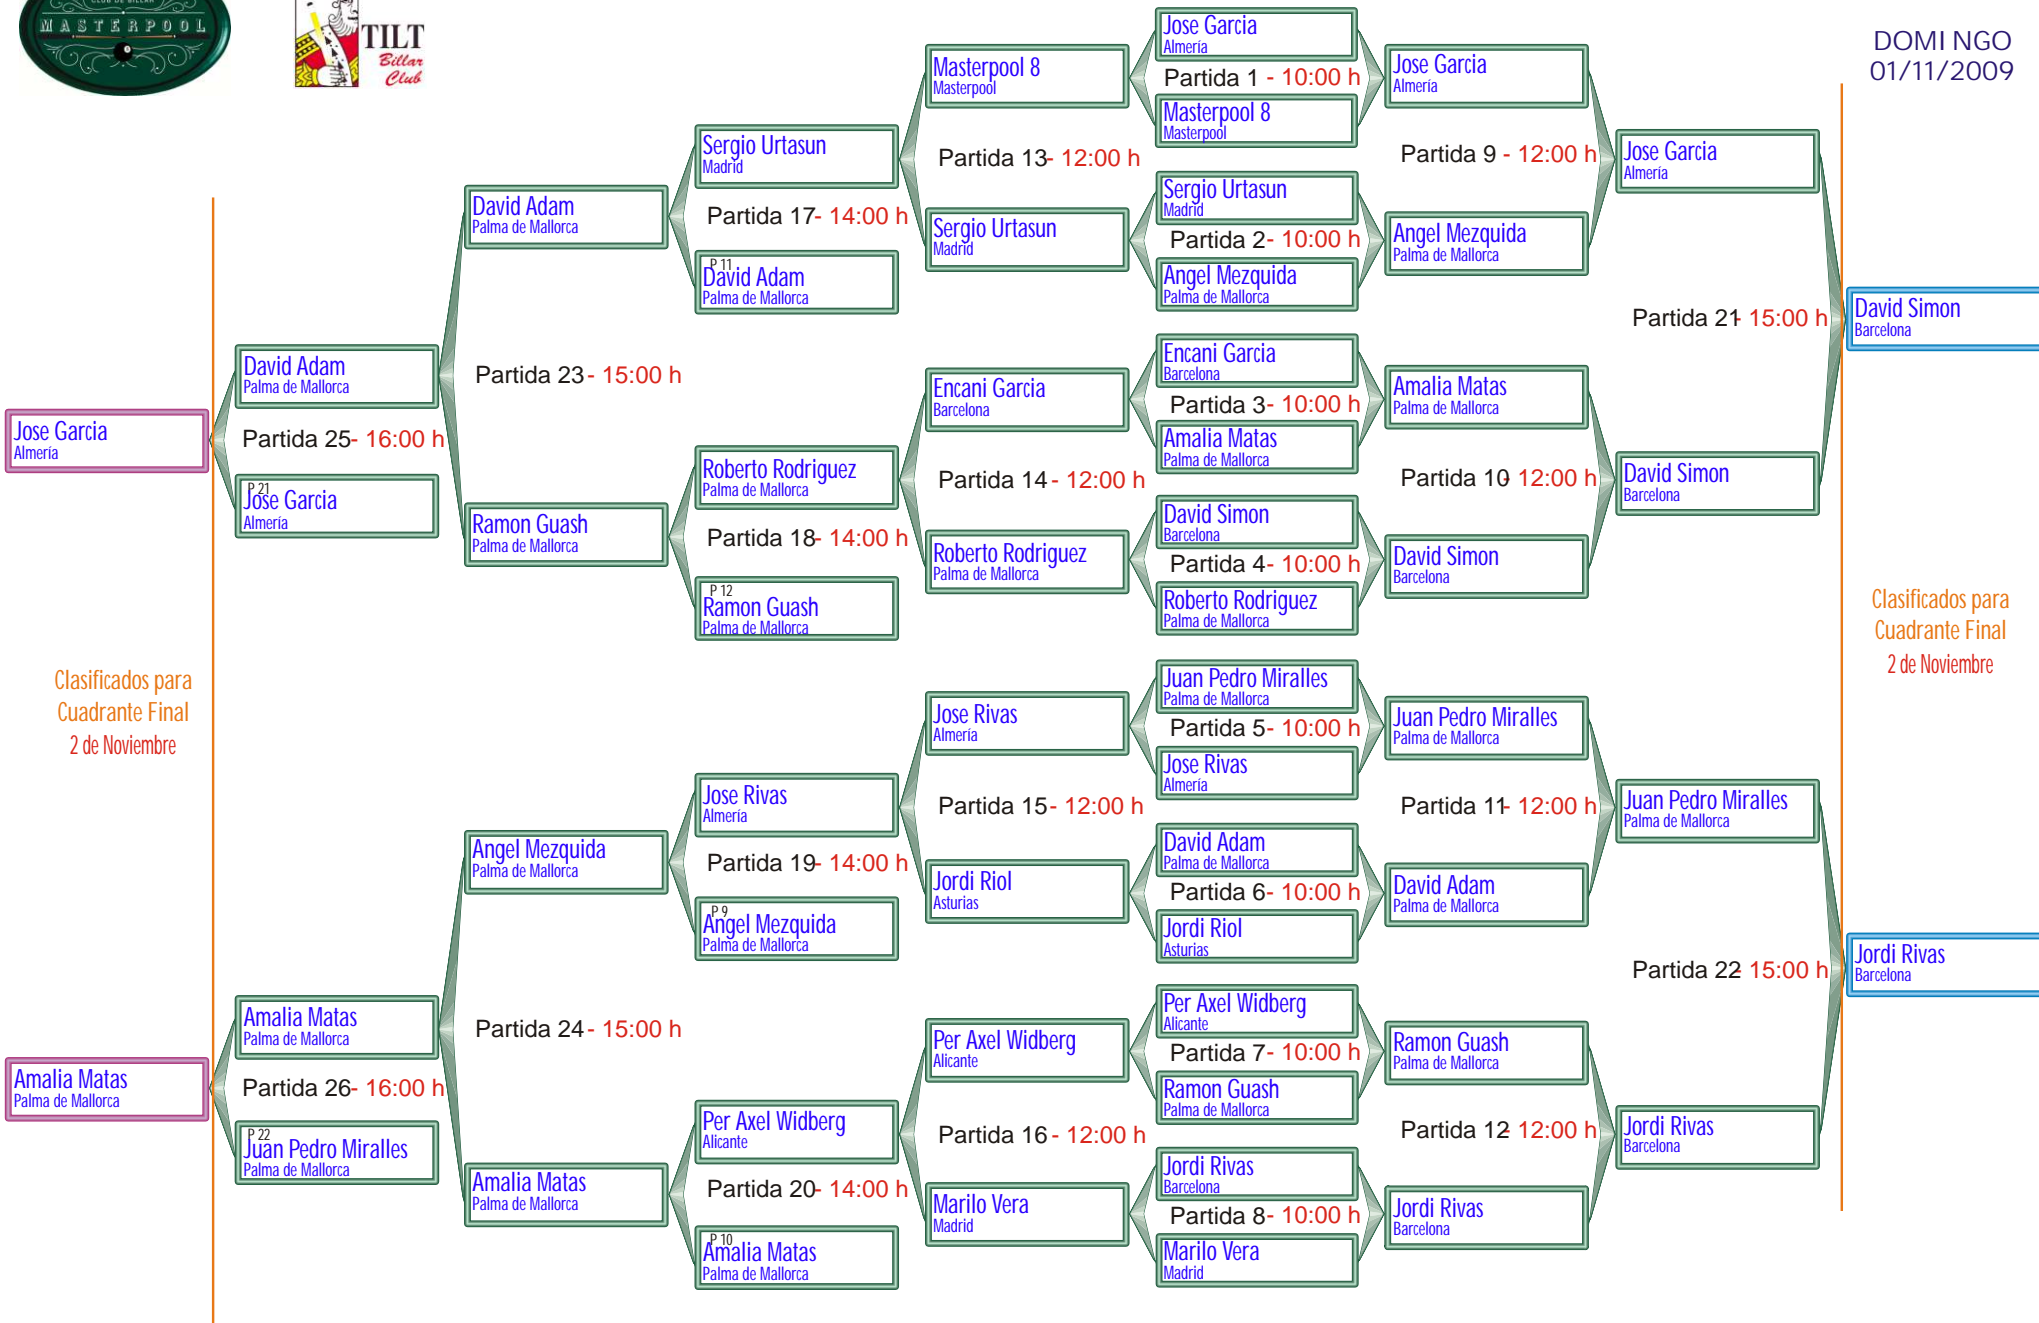 CLUB DE BILLAR
MASTERPOOL
TILT
Billar
Club
DOMI NGO
01/11/2009
Jose Garcia
Almería
Amalia Matas
Palma de Mallorca
Clasificados para
Cuadrante Final
2 de Noviembre
David Adam
Palma de Mallorca
Partida 25- 16:00 h
P 21
Jose Garcia
Almería
Amalia Matas
Palma de Mallorca
Partida 26- 16:00 h
P 22
Juan Pedro Miralles
Palma de Mallorca
David Adam
Palma de Mallorca
Partida 23- 15:00 h
Ramon Guash
Palma de Mallorca
Angel Mezquida
Palma de Mallorca
Partida 24- 15:00 h
Amalia Matas
Palma de Mallorca
Sergio Urtasun
Madrid
Partida 17- 14:00 h
P 11
David Adam
Palma de Mallorca
Roberto Rodriguez
Palma de Mallorca
Partida 18- 14:00 h
P 12
Ramon Guash
Palma de Mallorca
Jose Rivas
Almería
Partida 19- 14:00 h
P 9
Angel Mezquida
Palma de Mallorca
Per Axel Widberg
Alicante
Partida 20- 14:00 h
P 10
Amalia Matas
Palma de Mallorca
Masterpool 8
Masterpool
Partida 13- 12:00 h
Sergio Urtasun
Madrid
Encani Garcia
Barcelona
Partida 14- 12:00 h
Roberto Rodriguez
Palma de Mallorca
Jose Rivas
Almería
Partida 15- 12:00 h
Jordi Riol
Asturias
Per Axel Widberg
Alicante
Partida 16- 12:00 h
Marilo Vera
Madrid
Jose Garcia
Almería
Partida 1 - 10:00 h
Masterpool 8
Masterpool
Sergio Urtasun
Madrid
Partida 2- 10:00 h
Angel Mezquida
Palma de Mallorca
Encani Garcia
Barcelona
Partida 3- 10:00 h
Amalia Matas
Palma de Mallorca
David Simon
Barcelona
Partida 4- 10:00 h
Roberto Rodriguez
Palma de Mallorca
Juan Pedro Miralles
Palma de Mallorca
Partida 5- 10:00 h
Jose Rivas
Almería
David Adam
Palma de Mallorca
Partida 6- 10:00 h
Jordi Riol
Asturias
Per Axel Widberg
Alicante
Partida 7- 10:00 h
Ramon Guash
Palma de Mallorca
Jordi Rivas
Barcelona
Partida 8- 10:00 h
Marilo Vera
Madrid
Jose Garcia
Almería
Partida 9 - 12:00 h
Angel Mezquida
Palma de Mallorca
Amalia Matas
Palma de Mallorca
Partida 10- 12:00 h
David Simon
Barcelona
Juan Pedro Miralles
Palma de Mallorca
Partida 11- 12:00 h
David Adam
Palma de Mallorca
Ramon Guash
Palma de Mallorca
Partida 12- 12:00 h
Jordi Rivas
Barcelona
Jose Garcia
Almería
Partida 21- 15:00 h
David Simon
Barcelona
Juan Pedro Miralles
Palma de Mallorca
Partida 22- 15:00 h
Jordi Rivas
Barcelona
David Simon
Barcelona
Clasificados para
Cuadrante Final
2 de Noviembre
Jordi Rivas
Barcelona